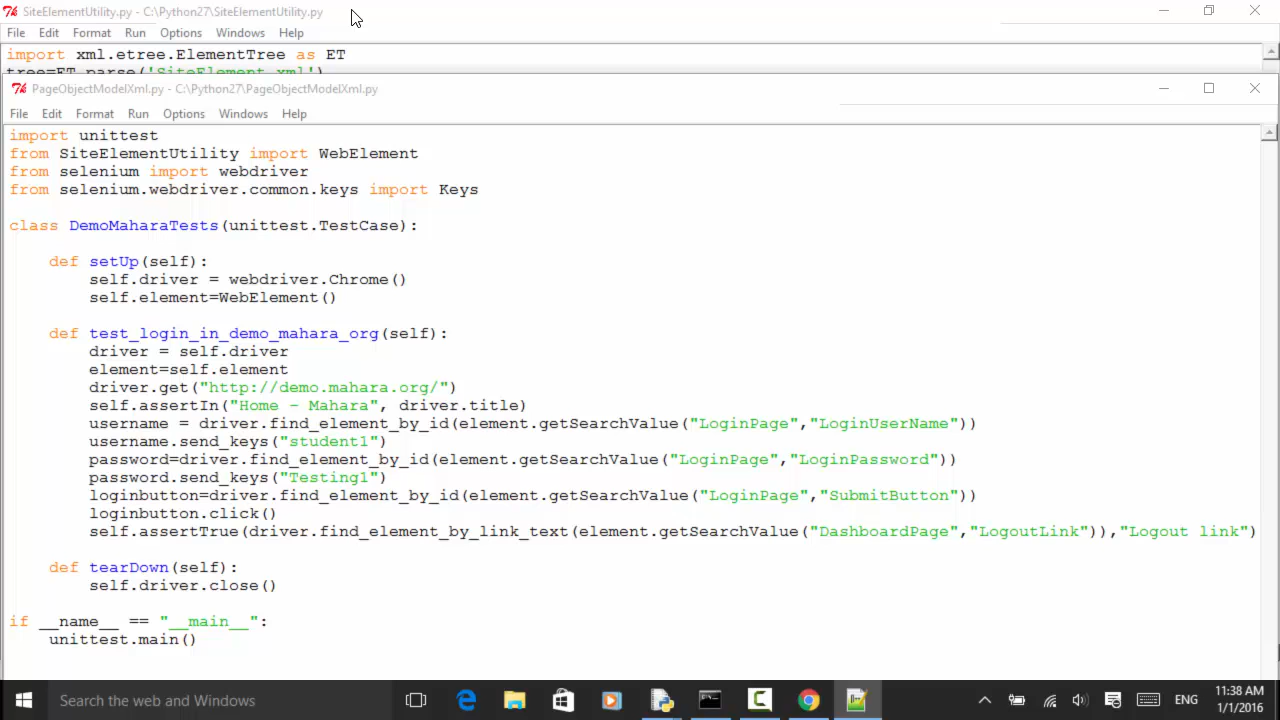 SiteElementUtility.py - C:\Python27\SiteElementUtility.py
File Edit Format Run Options Windows Help
import xml.etree.ElementTree as ET
tree=ET.parse('SiteElement.xml')
PageObjectModelXml.py - C:\Python27\PageObjectModelXml.py
File Edit Format Run Options Windows Help
import unittest
from SiteElementUtility import WebElement
from selenium import webdriver
from selenium.webdriver.common.keys import Keys
class DemoMaharaTests(unittest.TestCase):
def setUp(self):
self.driver = webdriver.Chrome()
self.element=WebElement()
def test_login_in_demo_mahara_org(self):
driver = self.driver
element=self.element
driver.get("http://demo.mahara.org/")
self.assertIn("Home - Mahara", driver.title)
username = driver.find_element_by_id(element.getSearchValue("LoginPage","LoginUserName"))
username.send_keys("student1")
password=driver.find_element_by_id(element.getSearchValue("LoginPage","LoginPassword"))
password.send_keys("Testing1")
loginbutton=driver.find_element_by_id(element.getSearchValue("LoginPage","SubmitButton"))
loginbutton.click()
self.assertTrue(driver.find_element_by_link_text(element.getSearchValue("DashboardPage","LogoutLink")),"Logout link")
def tearDown(self):
self.driver.close()
if __name__ == "__main__":
unittest.main()
Search the web and Windows
ENG
11:38 AM
1/1/2016